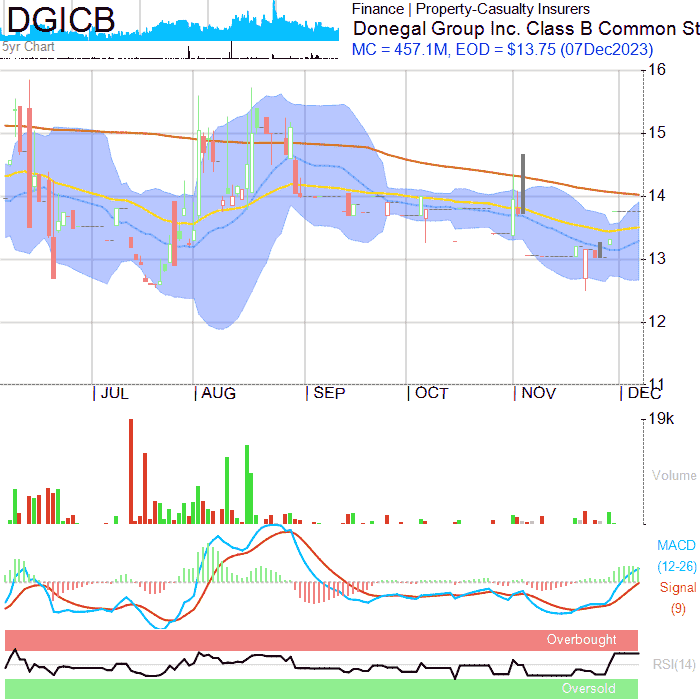 DGICB
Finance | Property-Casualty Insurers
Donegal Group Inc. Class B Common St
5yr Chart
MC = 457.1M, EOD = $13.75 (07Dec2023)
16
15
14
13
12
11
JUL AUG SEP OCT NOV DEC
19k
Volume
MACD
(12-26)
Signal
(9)
Overbought
RSI(14)
Oversold